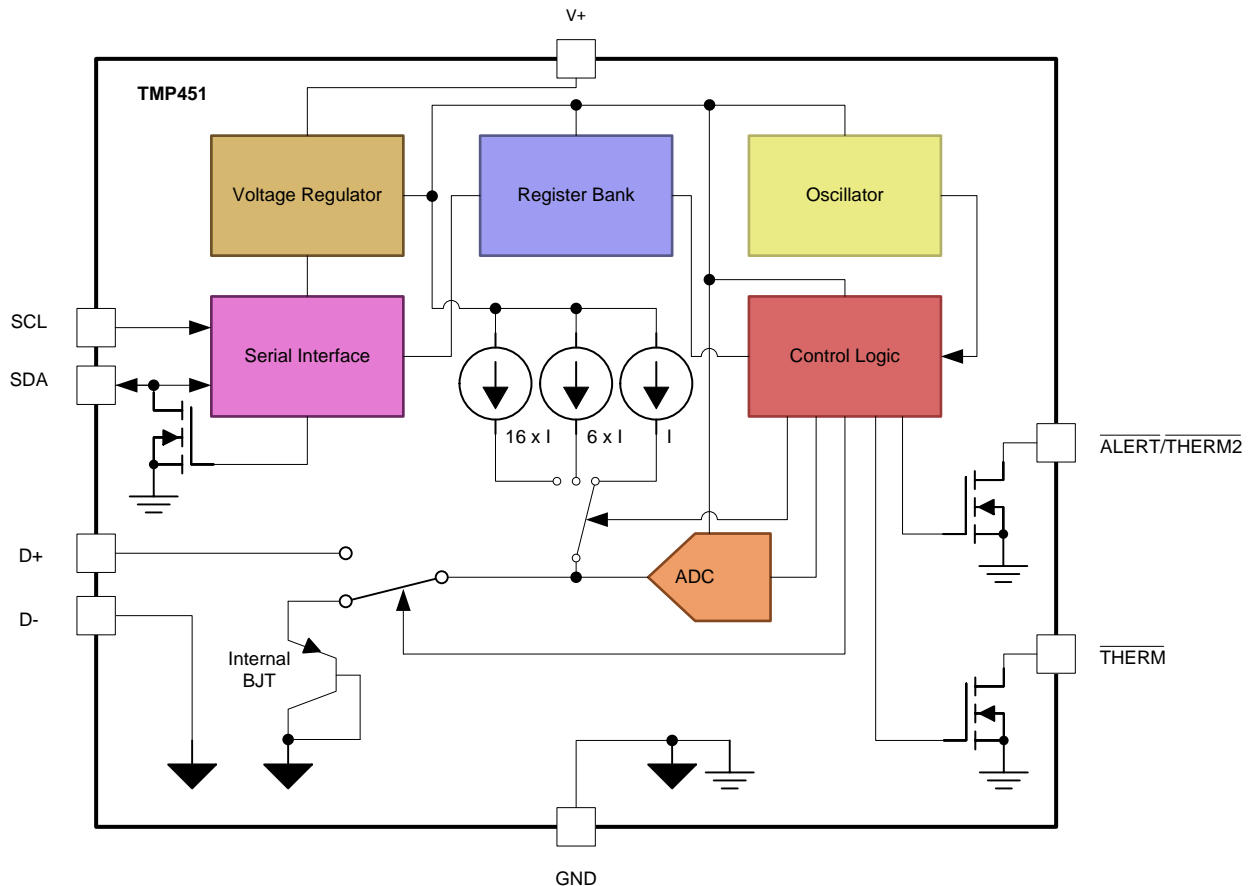 V+
TMP451
Voltage Regulator
Register Bank
Oscillator
SCL
Serial Interface
Control Logic
SDA
16 x I
6 x I
I
ALERT/THERM2
D+
ADC
D-
Internal
BJT
THERM
GND